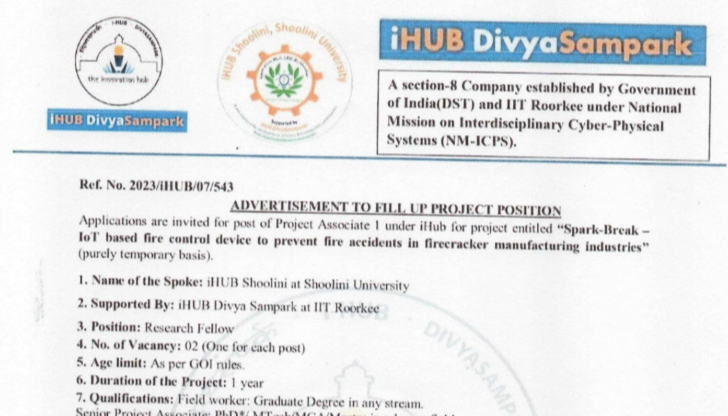 iHUB DivyaSampark
the innovation hub
iHUB DivyaSampark
iHUB Shoolini, Shoolini University
Supported by
iHUB DivyaSampark
A section-8 Company established by Government
of India(DST) and IIT Roorkee under National
Mission on Interdisciplinary Cyber-Physical
Systems (NM-ICPS).
Ref. No. 2023/iHUB/07/543
ADVERTISEMENT TO FILL UP PROJECT POSITION
Applications are invited for post of Project Associate 1 under iHub for project entitled “Spark-Break –
IoT based fire control device to prevent fire accidents in firecracker manufacturing industries”
(purely temporary basis).
1. Name of the Spoke: iHUB Shoolini at Shoolini University
2. Supported By: iHUB Divya Sampark at IIT Roorkee
3. Position: Research Fellow
4. No. of Vacancy: 02 (One for each post)
5. Age limit: As per GOI rules.
6. Duration of the Project: 1 year
7. Qualifications: Field worker: Graduate Degree in any stream.
Senior Project Associate:
iHUB DIVYASAMP